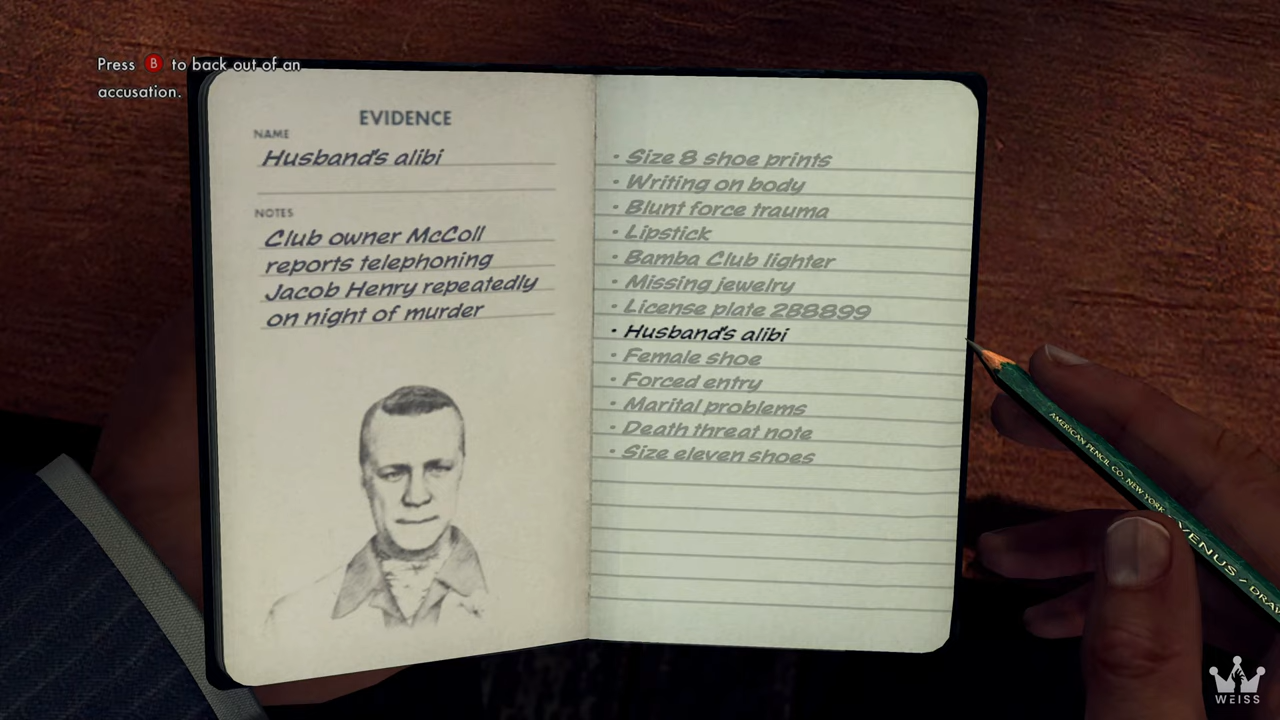 Press B to back out of an
accusation.
EVIDENCE
NAME
Husband's alibi
NOTES
Club owner McColl
reports telephoning
Jacob Henry repeatedly
on night of murder
• Size 8 shoe prints
• Writing on body
• Blunt force trauma
• Lipstick
• Bamba Club lighter
• Missing jewelry
• License plate 2B8899
• Husband's alibi
• Female shoe
• Forced entry
• Marital problems
• Death threat note
• Size eleven shoes
AMERICAN PENCIL CO. NEW YORK VENUS / DRAW
WEISS